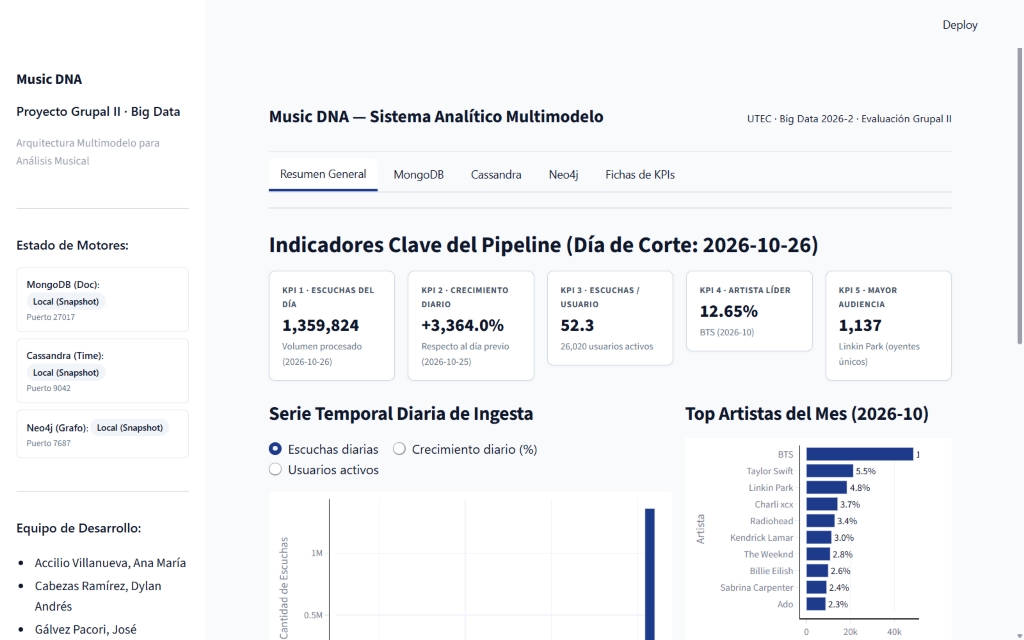 Deploy
Music DNA
Proyecto Grupal II · Big Data
Arquitectura Multimodelo para
Análisis Musical
Estado de Motores:
MongoDB (Doc):
Local (Snapshot)
Puerto 27017
Cassandra (Time):
Local (Snapshot)
Puerto 9042
Neo4j (Grafo): Local (Snapshot)
Puerto 7687
Equipo de Desarrollo:
• Accilio Villanueva, Ana María
• Cabezas Ramírez, Dylan
Andrés
• Gálvez Pacori, José
Music DNA — Sistema Analítico Multimodelo
UTEC · Big Data 2026-2 · Evaluación Grupal II
Resumen General MongoDB Cassandra Neo4j Fichas de KPIs
Indicadores Clave del Pipeline (Día de Corte: 2026-10-26)
KPI 1 · ESCUCHAS DEL
DÍA
1,359,824
Volumen procesado
(2026-10-26)
KPI 2 · CRECIMIENTO
DIARIO
+3,364.0%
Respecto al día previo
(2026-10-25)
KPI 3 · ESCUCHAS /
USUARIO
52.3
26,020 usuarios activos
KPI 4 · ARTISTA LÍDER
12.65%
BTS (2026-10)
KPI 5 · MAYOR
AUDIENCIA
1,137
Linkin Park (oyentes
únicos)
Serie Temporal Diaria de Ingesta
Escuchas diarias Crecimiento diario (%)
Usuarios activos
Cantidad de Escuchas
1M
0.5M
Top Artistas del Mes (2026-10)
Artista
BTS 1
Taylor Swift 5.5%
Linkin Park 4.8%
Charli xcx 3.7%
Radiohead 3.4%
Kendrick Lamar 3.0%
The Weeknd 2.8%
Billie Eilish 2.6%
Sabrina Carpenter 2.4%
Ado 2.3%
0 20k 40k